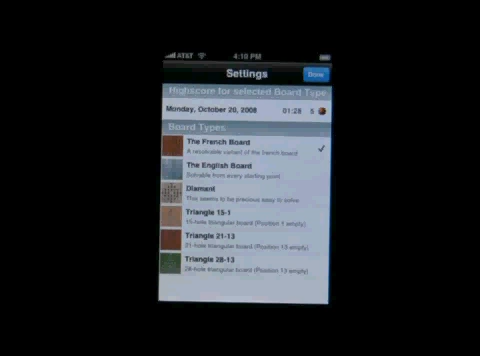 AT&T 4:18 PM
Settings
Done
Highscore for selected Board Type
Monday, October 20, 2008 01:28 5
Board Types
The French Board
A resolvable variant of the french board
The English Board
Solvable from every starting point
Diamant
This seems to be precious easy to solve
Triangle 15-1
15-hole triangular board (Position 1 empty)
Triangle 21-13
21-hole triangular board (Position 13 empty)
Triangle 28-13
28-hole triangular board (Position 13 empty)